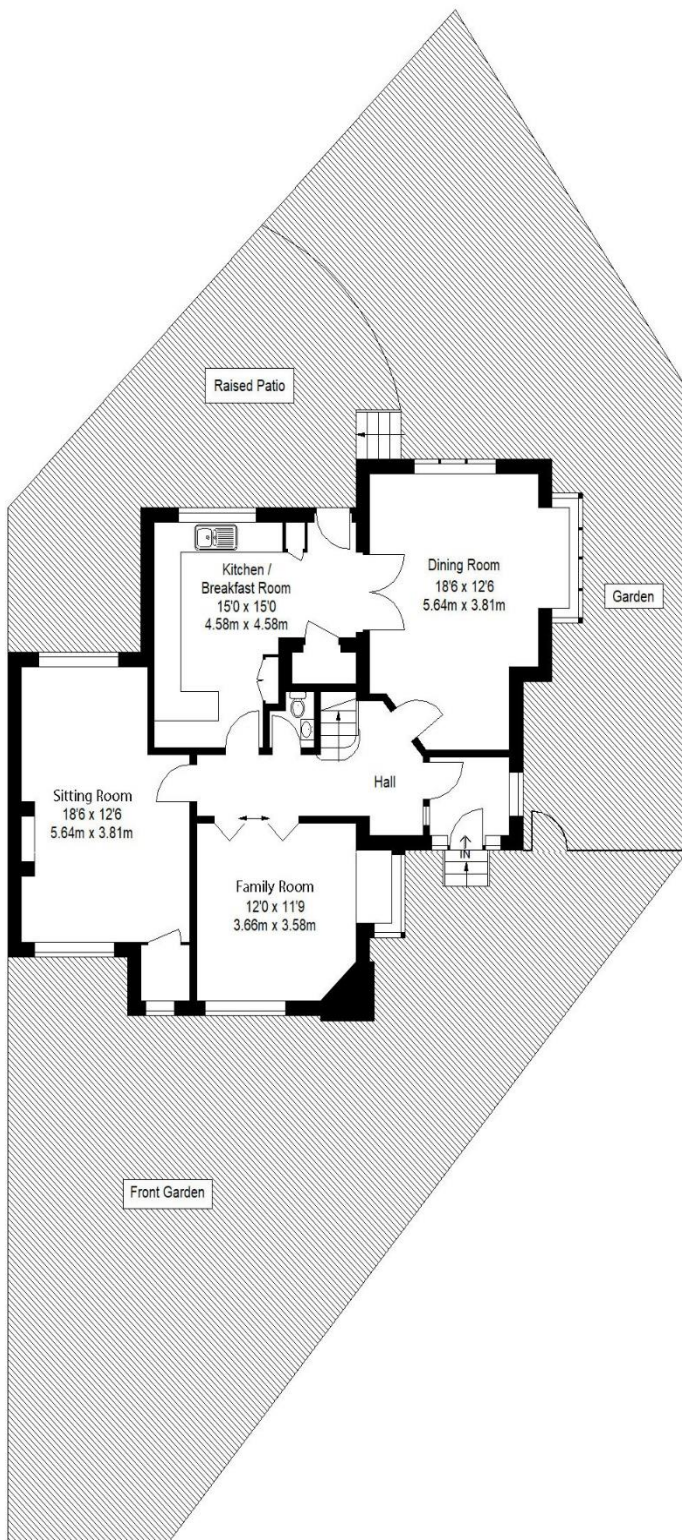 Raised Patio
Kitchen /
Breakfast Room
15'0 x 15'0
4.58m x 4.58m
Dining Room
18'6 x 12'6
5.64m x 3.81m
Garden
Sitting Room
18'6 x 12'6
5.64m x 3.81m
Hall
IN
Family Room
12'0 x 11'9
3.66m x 3.58m
Front Garden